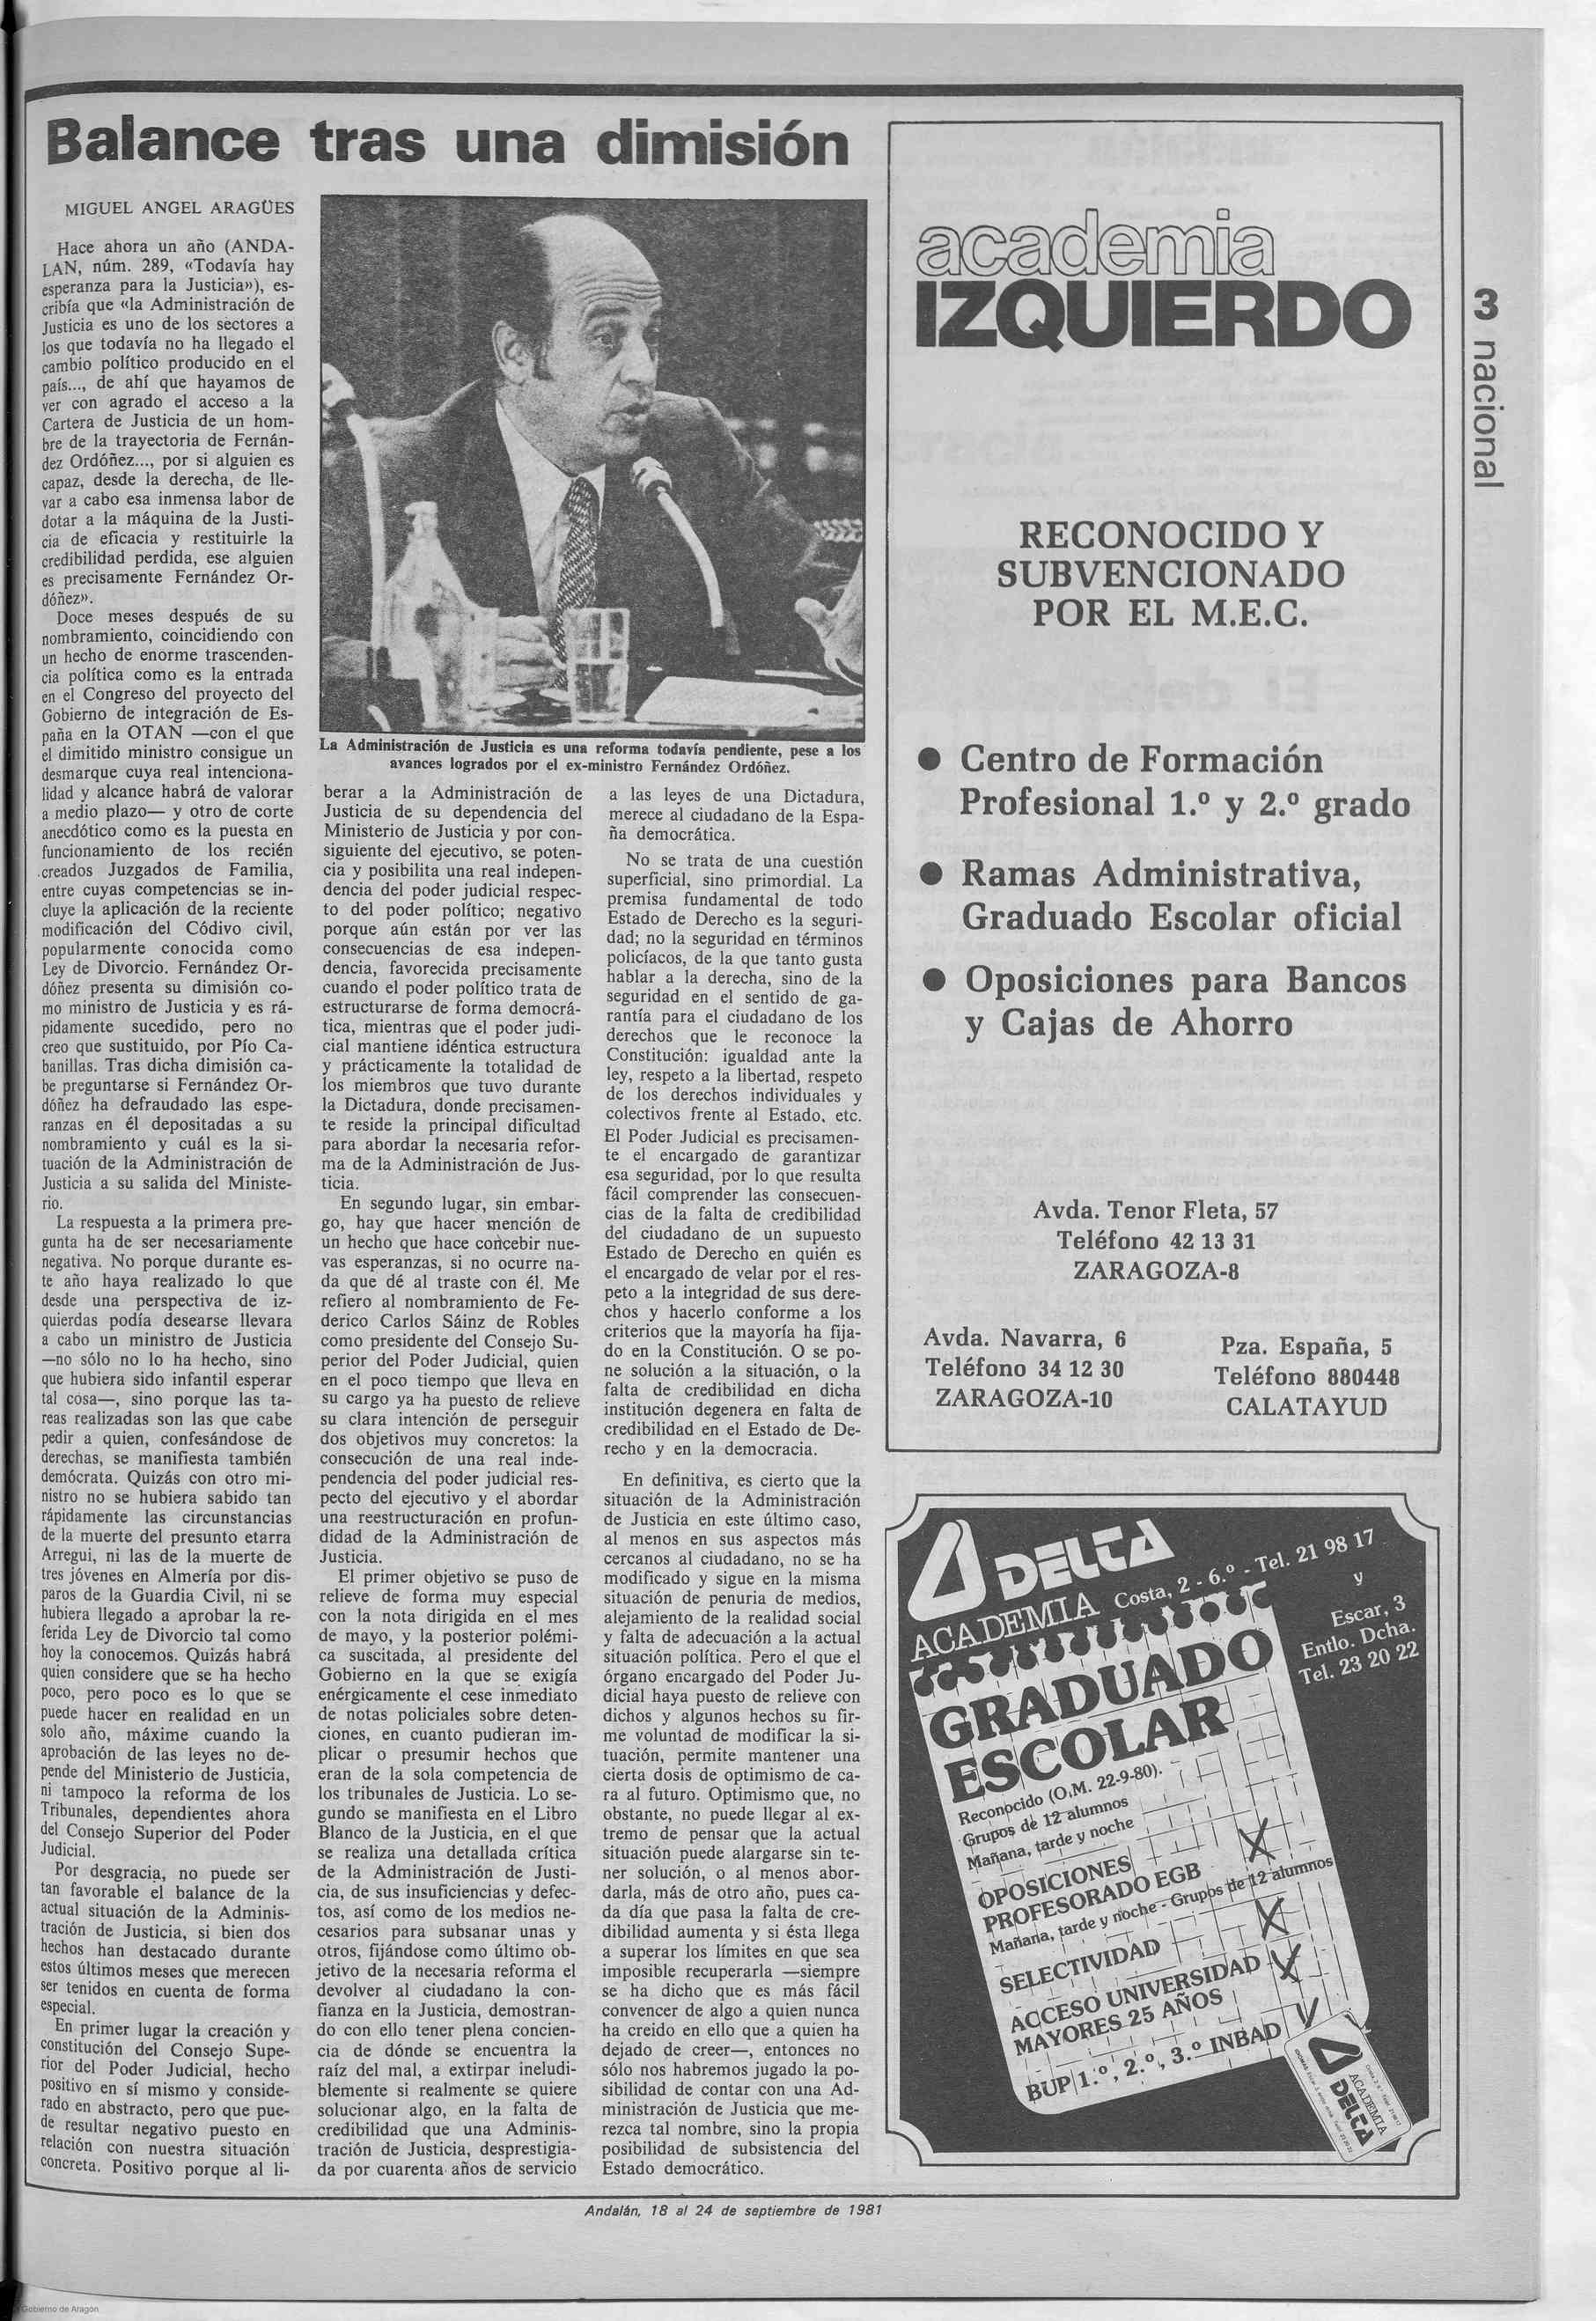 Balance tras una dimisión
MIGUEL ANGEL ARAGÜES
Hace ahora un año (ANDA-
LAN, núm. 289, «Todavía hay
esperanza para la Justicia»), es-
cribía que «la Administración de
Justicia es uno de los sectores a
los que todavía no ha llegado el
cambio político producido en el
país..., de ahí que hayamos de
ver con agrado el acceso a la
Cartera de Justicia de un hom-
bre de la trayectoria de Fernán-
dez Ordóñez..., por si alguien es
capaz, desde la derecha, de lle-
var a cabo esa inmensa labor de
dotar a la máquina de la Justi-
cia de eficacia y restituirle la
credibilidad perdida, ese alguien
es precisamente Fernández Or-
dóñez».
Doce meses después de su
nombramiento, coincidiendo con
un hecho de enorme trascenden-
cia política como es la entrada
en el Congreso del proyecto del
Gobierno de integración de Es-
paña en la OTAN —con el que
el dimitido ministro consigue un
desmarque cuya real intenciona-
lidad y alcance habrá de valorar
a medio plazo— y otro de corte
anecdótico como es la puesta en
funcionamiento de los recién
creados Juzgados de Familia,
entre cuyas competencias se in-
cluye la aplicación de la reciente
modificación del Códivo civil,
popularmente conocida como
Ley de Divorcio. Fernández Or-
dóñez presenta su dimisión co-
mo ministro de Justicia y es rá-
pidamente sucedido, pero no
creo que sustituido, por Pío Ca-
banillas. Tras dicha dimisión ca-
be preguntarse si Fernández Or-
dóñez ha defraudado las espe-
ranzas en él depositadas a su
nombramiento y cuál es la si-
tuación de la Administración de
Justicia a su salida del Ministe-
rio.
La respuesta a la primera pre-
gunta ha de ser necesariamente
negativa. No porque durante es-
te año haya realizado lo que
desde una perspectiva de iz-
quierdas podía desearse llevara
a cabo un ministro de Justicia
—no sólo no lo ha hecho, sino
que hubiera sido infantil esperar
tal cosa—, sino porque las ta-
reas realizadas son las que cabe
pedir a quien, confesándose de
derechas, se manifiesta también
demócrata. Quizás con otro mi-
nistro no se hubiera sabido tan
rápidamente las circunstancias
de la muerte del presunto etarra
Arregui, ni las de la muerte de
tres jóvenes en Almería por dis-
paros de la Guardia Civil, ni se
hubiera llegado a aprobar la re-
ferida Ley de Divorcio tal como
hoy la conocemos. Quizás habrá
quien considere que se ha hecho
poco, pero poco es lo que se
puede hacer en realidad en un
solo año, máxime cuando la
aprobación de las leyes no de-
pende del Ministerio de Justicia,
ni tampoco la reforma de los
Tribunales, dependientes ahora
del Consejo Superior del Poder
Judicial.
Por desgracia, no puede ser
tan favorable el balance de la
actual situación de la Adminis-
tración de Justicia, si bien dos
hechos han destacado durante
estos últimos meses que merecen
ser tenidos en cuenta de forma
especial.
En primer lugar la creación y
constitución del Consejo Supe-
rior del Poder Judicial, hecho
positivo en sí mismo y conside-
rado en abstracto, pero que pue-
de resultar negativo puesto en
relación con nuestra situación
concreta. Positivo porque al li-
La Administración de Justicia es una reforma todavía pendiente, pese a los
avances logrados por el ex-ministro Fernández Ordóñez.
berar a la Administración de
Justicia de su dependencia del
Ministerio de Justicia y por con-
siguiente del ejecutivo, se poten-
cia y posibilita una real indepen-
dencia del poder judicial respec-
to del poder político; negativo
porque aún están por ver las
consecuencias de esa indepen-
dencia, favorecida precisamente
cuando el poder político trata de
estructurarse de forma democrá-
tica, mientras que el poder judi-
cial mantiene idéntica estructura
y prácticamente la totalidad de
los miembros que tuvo durante
la Dictadura, donde precisamen-
te reside la principal dificultad
para abordar la necesaria refor-
ma de la Administración de Jus-
ticia.
En segundo lugar, sin embar-
go, hay que hacer mención de
un hecho que hace concebir nue-
vas esperanzas, si no ocurre na-
da que dé al traste con él. Me
refiero al nombramiento de Fe-
derico Carlos Sáinz de Robles
como presidente del Consejo Su-
perior del Poder Judicial, quien
en el poco tiempo que lleva en
su cargo ya ha puesto de relieve
su clara intención de perseguir
dos objetivos muy concretos: la
consecución de una real inde-
pendencia del poder judicial res-
pecto del ejecutivo y el abordar
una reestructuración en profun-
didad de la Administración de
Justicia.
El primer objetivo se puso de
relieve de forma muy especial
con la nota dirigida en el mes
de mayo, y la posterior polémi-
ca suscitada, al presidente del
Gobierno en la que se exigía
enérgicamente el cese inmediato
de notas policiales sobre deten-
ciones, en cuanto pudieran im-
plicar o presumir hechos que
eran de la sola competencia de
los tribunales de Justicia. Lo se-
gundo se manifiesta en el Libro
Blanco de la Justicia, en el que
se realiza una detallada crítica
de la Administración de Justi-
cia, de sus insuficiencias y defec-
tos, así como de los medios ne-
cesarios para subsanar unas y
otros, fijándose como último ob-
jetivo de la necesaria reforma el
devolver al ciudadano la con-
fianza en la Justicia, demostran-
do con ello tener plena concien-
cia de dónde se encuentra la
raíz del mal, a extirpar ineludi-
blemente si realmente se quiere
solucionar algo, en la falta de
credibilidad que una Adminis-
tración de Justicia, desprestigia-
da por cuarenta años de servicio
a las leyes de una Dictadura,
merece al ciudadano de la Espa-
ña democrática.
No se trata de una cuestión
superficial, sino primordial. La
premisa fundamental de todo
Estado de Derecho es la seguri-
dad; no la seguridad en términos
policíacos, de la que tanto gusta
hablar a la derecha, sino de la
seguridad en el sentido de ga-
rantía para el ciudadano de los
derechos que le reconoce la
Constitución: igualdad ante la
ley, respeto a la libertad, respeto
de los derechos individuales y
colectivos frente al Estado, etc.
El Poder Judicial es precisamen-
te el encargado de garantizar
esa seguridad, por lo que resulta
fácil comprender las consecuen-
cias de la falta de credibilidad
del ciudadano de un supuesto
Estado de Derecho en quién es
el encargado de velar por el res-
peto a la integridad de sus dere-
chos y hacerlo conforme a los
criterios que la mayoría ha fija-
do en la Constitución. O se po-
ne solución a la situación, o la
falta de credibilidad en dicha
institución degenera en falta de
credibilidad en el Estado de De-
recho y en la democracia.
En definitiva, es cierto que la
situación de la Administración
de Justicia en este último caso,
al menos en sus aspectos más
cercanos al ciudadano, no se ha
modificado y sigue en la misma
situación de penuria de medios,
alejamiento de la realidad social
y falta de adecuación a la actual
situación política. Pero el que el
órgano encargado del Poder Ju-
dicial haya puesto de relieve con
dichos y algunos hechos su fir-
me voluntad de modificar la si-
tuación, permite mantener una
cierta dosis de optimismo de ca-
ra al futuro. Optimismo que, no
obstante, no puede llegar al ex-
tremo de pensar que la actual
situación puede alargarse sin te-
ner solución, o al menos abor-
darla, más de otro año, pues ca-
da día que pasa la falta de cre-
dibilidad aumenta y si ésta llega
a superar los límites en que sea
imposible recuperarla —siempre
se ha dicho que es más fácil
convencer de algo a quien nunca
ha creido en ello que a quien ha
dejado de creer—, entonces no
sólo nos habremos jugado la po-
sibilidad de contar con una Ad-
ministración de Justicia que me-
rezca tal nombre, sino la propia
posibilidad de subsistencia del
Estado democrático.
academia
IZQUIERDO
RECONOCIDO Y
SUBVENCIONADO
POR EL M.E.C.
● Centro de Formación
Profesional 1.º y 2.º grado
● Ramas Administrativa,
Graduado Escolar oficial
● Oposiciones para Bancos
y Cajas de Ahorro
Avda. Tenor Fleta, 57
Teléfono 42 13 31
ZARAGOZA-8
Avda. Navarra, 6
Teléfono 34 12 30
ZARAGOZA-10
Pza. España, 5
Teléfono 880448
CALATAYUD
3 nacional
DELTA
ACADEMIA Costa, 2 - 6.º - Tel. 21 98 17
y
Escar, 3
Entlo. Dcha.
Tel. 23 20 22
GRADUADO
ESCOLAR
Reconocido (O.M. 22-9-80).
Grupos de 12 alumnos
Mañana, tarde y noche
OPOSICIONES
PROFESORADO EGB
Mañana, tarde y noche - Grupos de 12 alumnos
SELECTIVIDAD
ACCESO UNIVERSIDAD
MAYORES 25 AÑOS
BUP 1.º, 2.º, 3.º INBAD
ACADEMIA
DELTA
Andalán, 18 al 24 de septiembre de 1981
Gobierno de Aragón